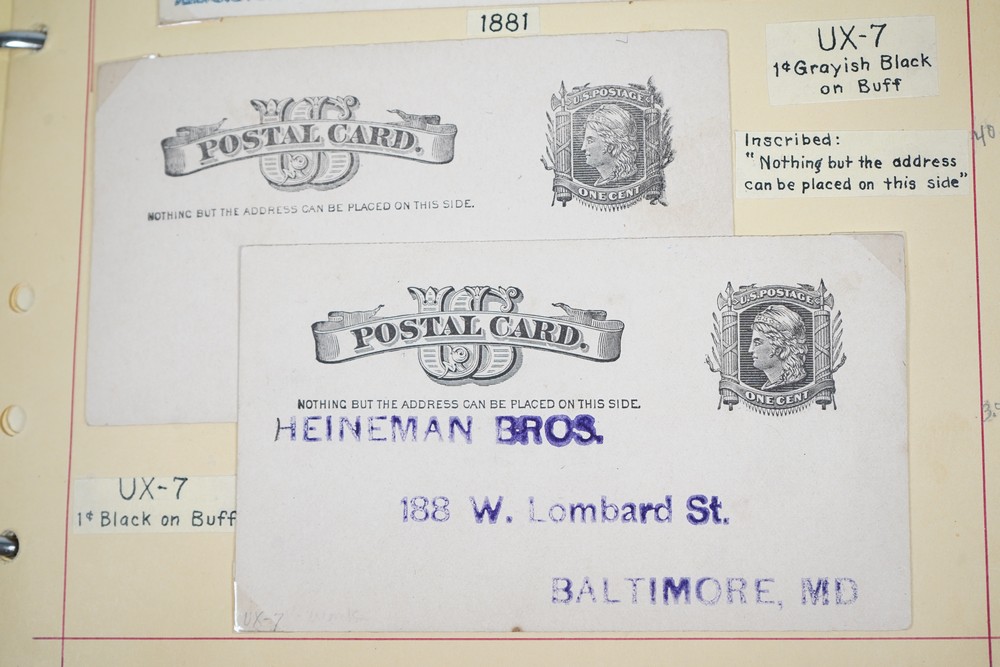 1881
UX-7
1¢ Grayish Black
on Buff
Inscribed:
"Nothing but the address
can be placed on this side"
US
POSTAL CARD.
NOTHING BUT THE ADDRESS CAN BE PLACED ON THIS SIDE.
U.S. POSTAGE
ONE CENT
US
POSTAL CARD.
NOTHING BUT THE ADDRESS CAN BE PLACED ON THIS SIDE.
U.S. POSTAGE
ONE CENT
HEINEMAN BROS.
188 W. Lombard St.
BALTIMORE, MD
UX-7
1¢ Black on Buff
UX-7